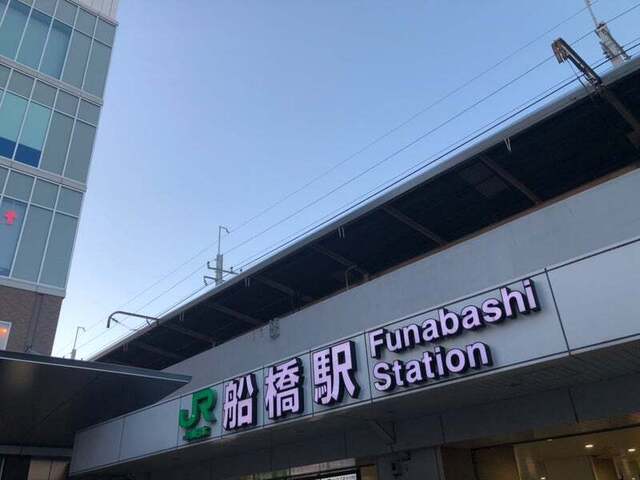 JR 船橋駅
Funabashi
Station